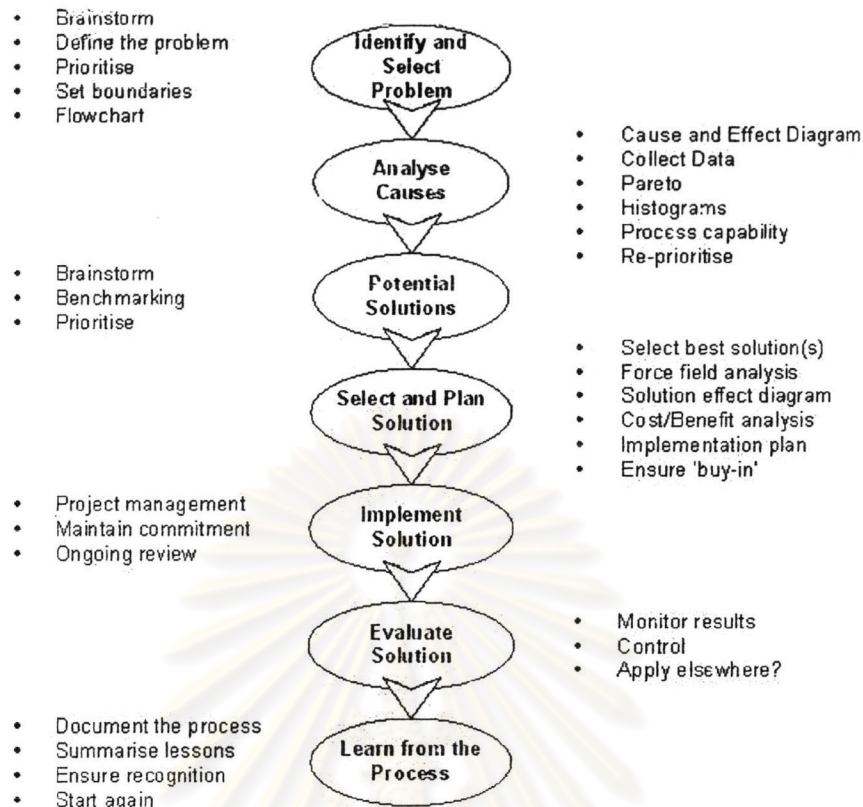 • Brainstorm
• Define the problem
• Prioritise
• Set boundaries
• Flowchart
Identify and
Select
Problem
Analyse
Causes
• Cause and Effect Diagram
• Collect Data
• Pareto
• Histograms
• Process capability
• Re-prioritise
• Brainstorm
• Benchmarking
• Prioritise
Potential
Solutions
Select and Plan
Solution
• Select best solution(s)
• Force field analysis
• Solution effect diagram
• Cost/Benefit analysis
• Implementation plan
• Ensure 'buy-in'
• Project management
• Maintain commitment
• Ongoing review
Implement
Solution
Evaluate
Solution
• Monitor results
• Control
• Apply elsewhere?
• Document the process
• Summarise lessons
• Ensure recognition
• Start again
Learn from the
Process